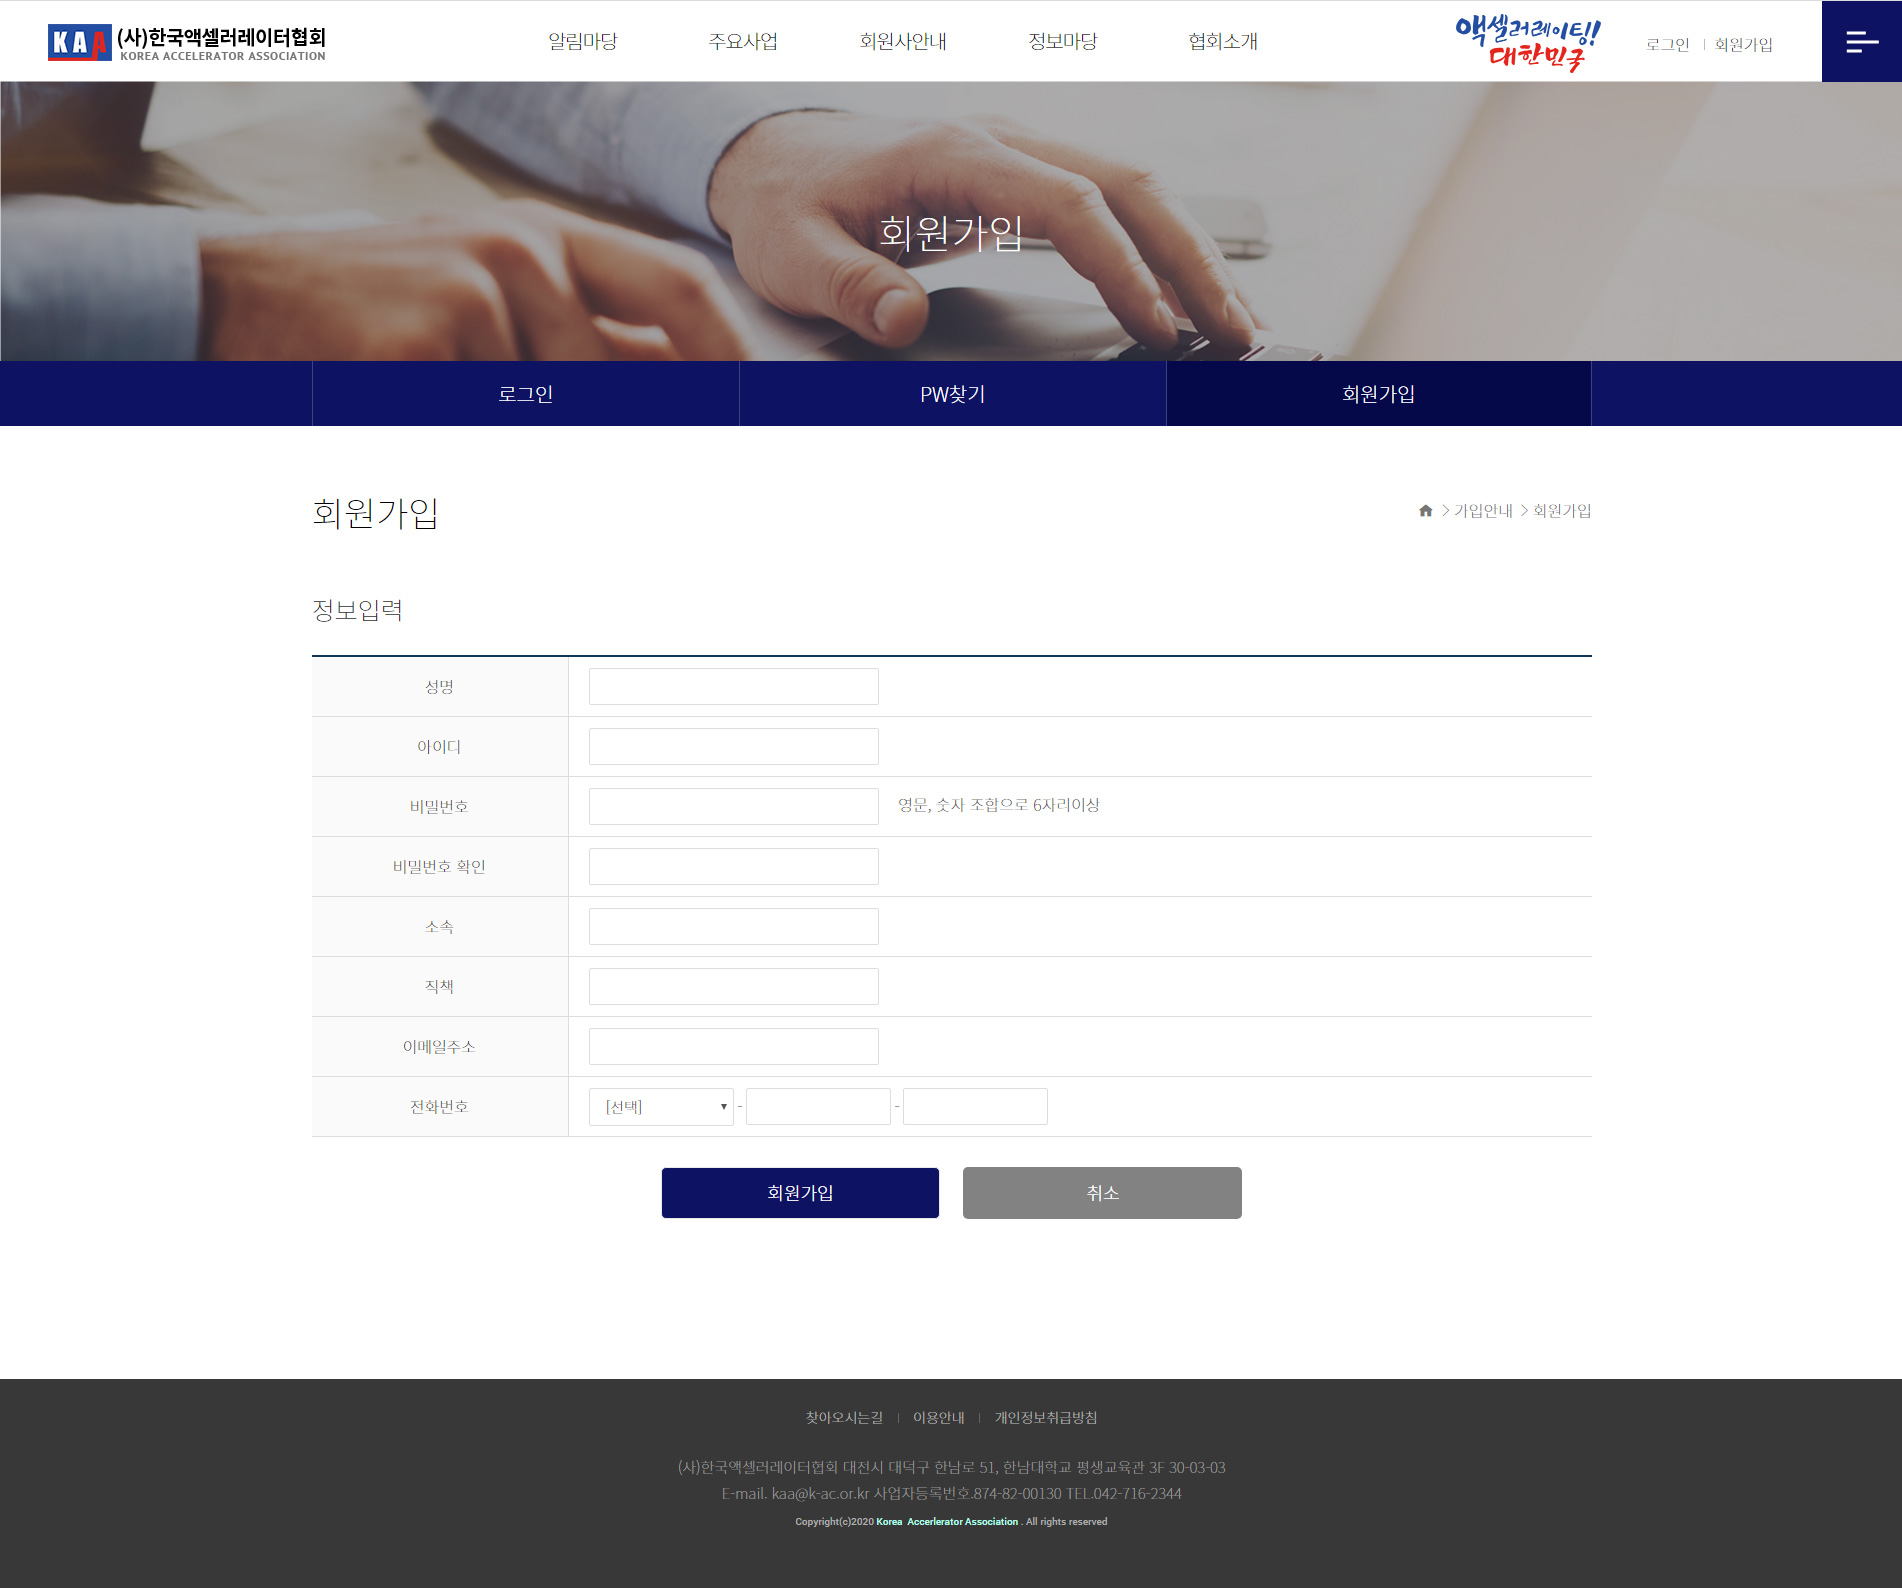 KAA (사)한국액셀러레이터협회
KOREA ACCELERATOR ASSOCIATION
알림마당 주요사업 회원사안내 정보마당 협회소개
액셀러레이팅!
대한민국
로그인 회원가입
회원가입
로그인 PW찾기 회원가입
회원가입
> 가입안내 > 회원가입
정보입력
성명
아이디
비밀번호 영문, 숫자 조합으로 6자리이상
비밀번호 확인
소속
직책
이메일주소
전화번호 [선택] - -
회원가입 취소
찾아오시는길 이용안내 개인정보취급방침
(사)한국액셀러레이터협회 대전시 대덕구 한남로 51, 한남대학교 평생교육관 3F 30-03-03
E-mail. kaa@k-ac.or.kr 사업자등록번호.874-82-00130 TEL.042-716-2344
Copyright(c)2020 Korea Accerlerator Association . All rights reserved